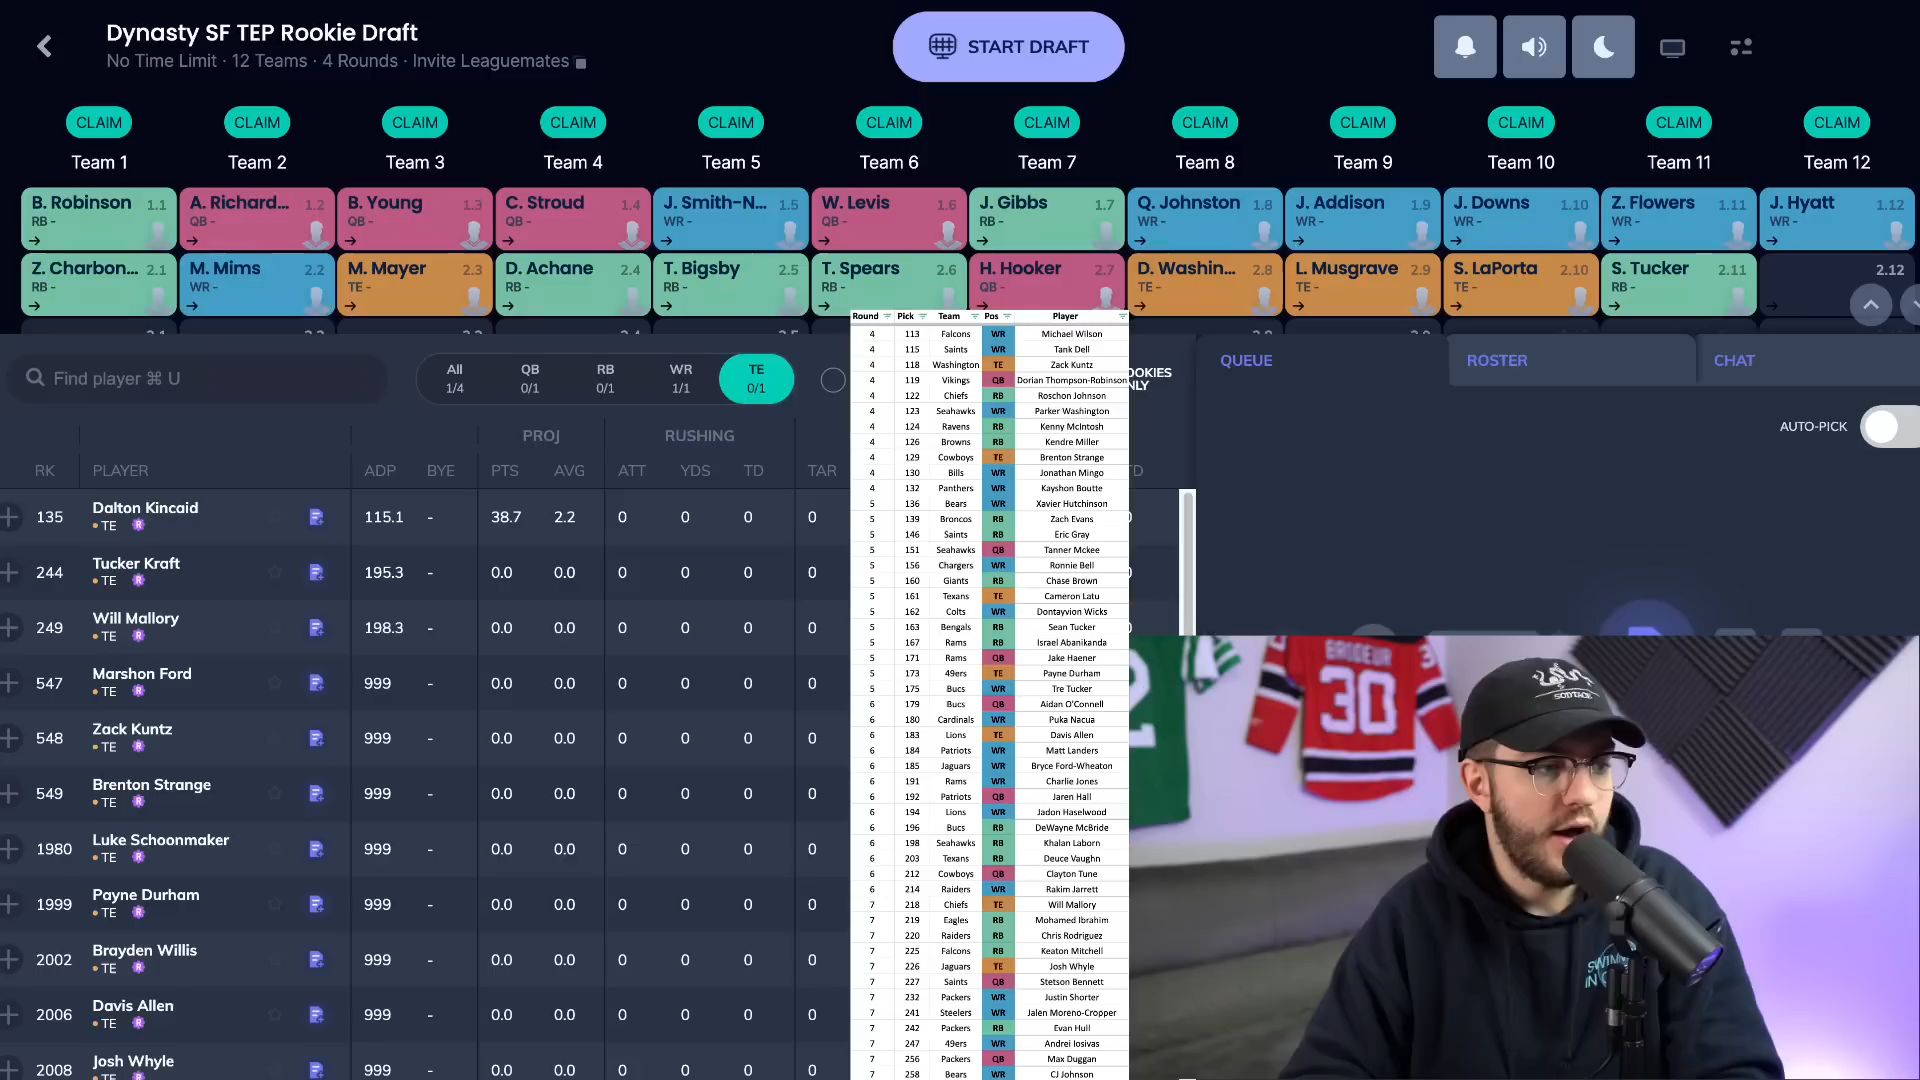 Dynasty SF TEP Rookie Draft
No Time Limit · 12 Teams · 4 Rounds · Invite Leaguemates
START DRAFT
CLAIM CLAIM CLAIM CLAIM CLAIM CLAIM CLAIM CLAIM CLAIM CLAIM CLAIM CLAIM
Team 1 Team 2 Team 3 Team 4 Team 5 Team 6 Team 7 Team 8 Team 9 Team 10 Team 11 Team 12
B. Robinson 1.1 A. Richard... 1.2 B. Young 1.3 C. Stroud 1.4 J. Smith-N... 1.5 W. Levis 1.6 J. Gibbs 1.7 Q. Johnston 1.8 J. Addison 1.9 J. Downs 1.10 Z. Flowers 1.11 J. Hyatt 1.12
RB - QB - QB - QB - WR - QB - RB - WR - WR - WR - WR - WR -
Z. Charbon... 2.1 M. Mims 2.2 M. Mayer 2.3 D. Achane 2.4 T. Bigsby 2.5 T. Spears 2.6 H. Hooker 2.7 D. Washin... 2.8 L. Musgrave 2.9 S. LaPorta 2.10 S. Tucker 2.11 2.12
RB - WR - TE - RB - RB - RB - QB - TE - TE - TE - RB -
Find player ⌘ U
All QB RB WR TE
1/4 0/1 0/1 1/1 0/1
QUEUE ROSTER CHAT
AUTO-PICK
PROJ RUSHING
RK PLAYER ADP BYE PTS AVG ATT YDS TD TAR
135 Dalton Kincaid 115.1 - 38.7 2.2 0 0 0 0
TE R
244 Tucker Kraft 195.3 - 0.0 0.0 0 0 0 0
TE R
249 Will Mallory 198.3 - 0.0 0.0 0 0 0 0
TE R
547 Marshon Ford 999 - 0.0 0.0 0 0 0 0
TE R
548 Zack Kuntz 999 - 0.0 0.0 0 0 0 0
TE R
549 Brenton Strange 999 - 0.0 0.0 0 0 0 0
TE R
1980 Luke Schoonmaker 999 - 0.0 0.0 0 0 0 0
TE R
1999 Payne Durham 999 - 0.0 0.0 0 0 0 0
TE R
2002 Brayden Willis 999 - 0.0 0.0 0 0 0 0
TE R
2006 Davis Allen 999 - 0.0 0.0 0 0 0 0
TE R
2008 Josh Whyle 999 - 0.0 0.0 0 0 0 0
TE
Round Pick Team Pos Player
4 113 Falcons WR Michael Wilson
4 115 Saints WR Tank Dell
4 118 Washington TE Zack Kuntz
4 119 Vikings QB Dorian Thompson-Robinson
4 122 Chiefs RB Roschon Johnson
4 123 Seahawks WR Parker Washington
4 124 Ravens RB Kenny McIntosh
4 126 Browns RB Kendre Miller
4 129 Cowboys TE Brenton Strange
4 130 Bills WR Jonathan Mingo
4 132 Panthers WR Kayshon Boutte
5 136 Bears WR Xavier Hutchinson
5 139 Broncos RB Zach Evans
5 146 Saints RB Eric Gray
5 151 Seahawks QB Tanner Mckee
5 156 Chargers WR Ronnie Bell
5 160 Giants RB Chase Brown
5 161 Texans TE Cameron Latu
5 162 Colts WR Dontayvion Wicks
5 163 Bengals RB Sean Tucker
5 167 Rams RB Israel Abanikanda
5 171 Rams QB Jake Haener
5 173 49ers TE Payne Durham
5 175 Bucs WR Tre Tucker
5 179 Bucs QB Aidan O'Connell
6 180 Cardinals WR Puka Nacua
6 183 Lions TE Davis Allen
6 184 Patriots WR Matt Landers
6 185 Jaguars WR Bryce Ford-Wheaton
6 191 Rams WR Charlie Jones
6 192 Patriots QB Jaren Hall
6 194 Lions WR Jadon Haselwood
6 196 Bucs RB DeWayne McBride
6 198 Seahawks RB Khalan Laborn
6 203 Texans RB Deuce Vaughn
6 212 Cowboys QB Clayton Tune
6 214 Raiders WR Rakim Jarrett
7 218 Chiefs TE Will Mallory
7 219 Eagles RB Mohamed Ibrahim
7 220 Raiders RB Chris Rodriguez
7 225 Falcons RB Keaton Mitchell
7 226 Jaguars TE Josh Whyle
7 227 Saints QB Stetson Bennett
7 232 Packers WR Justin Shorter
7 241 Steelers WR Jalen Moreno-Cropper
7 242 Packers RB Evan Hull
7 247 49ers WR Andrei Iosivas
7 256 Packers QB Max Duggan
7 258 Bears WR CJ Johnson
BRODEUR
30